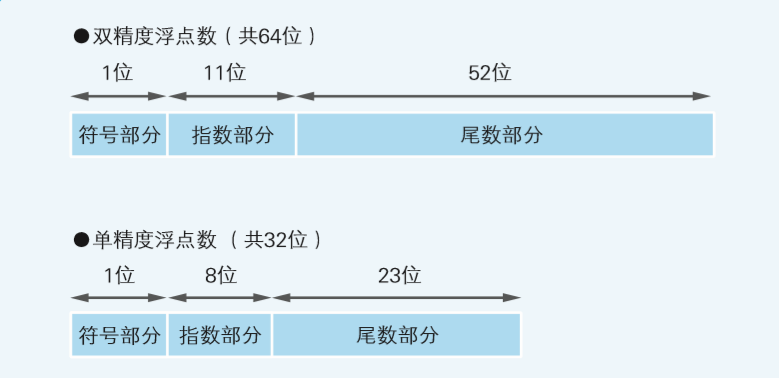 ●双精度浮点数（共64位）
1位 11位 52位
符号部分 指数部分 尾数部分
●单精度浮点数（共32位）
1位 8位 23位
符号部分 指数部分 尾数部分